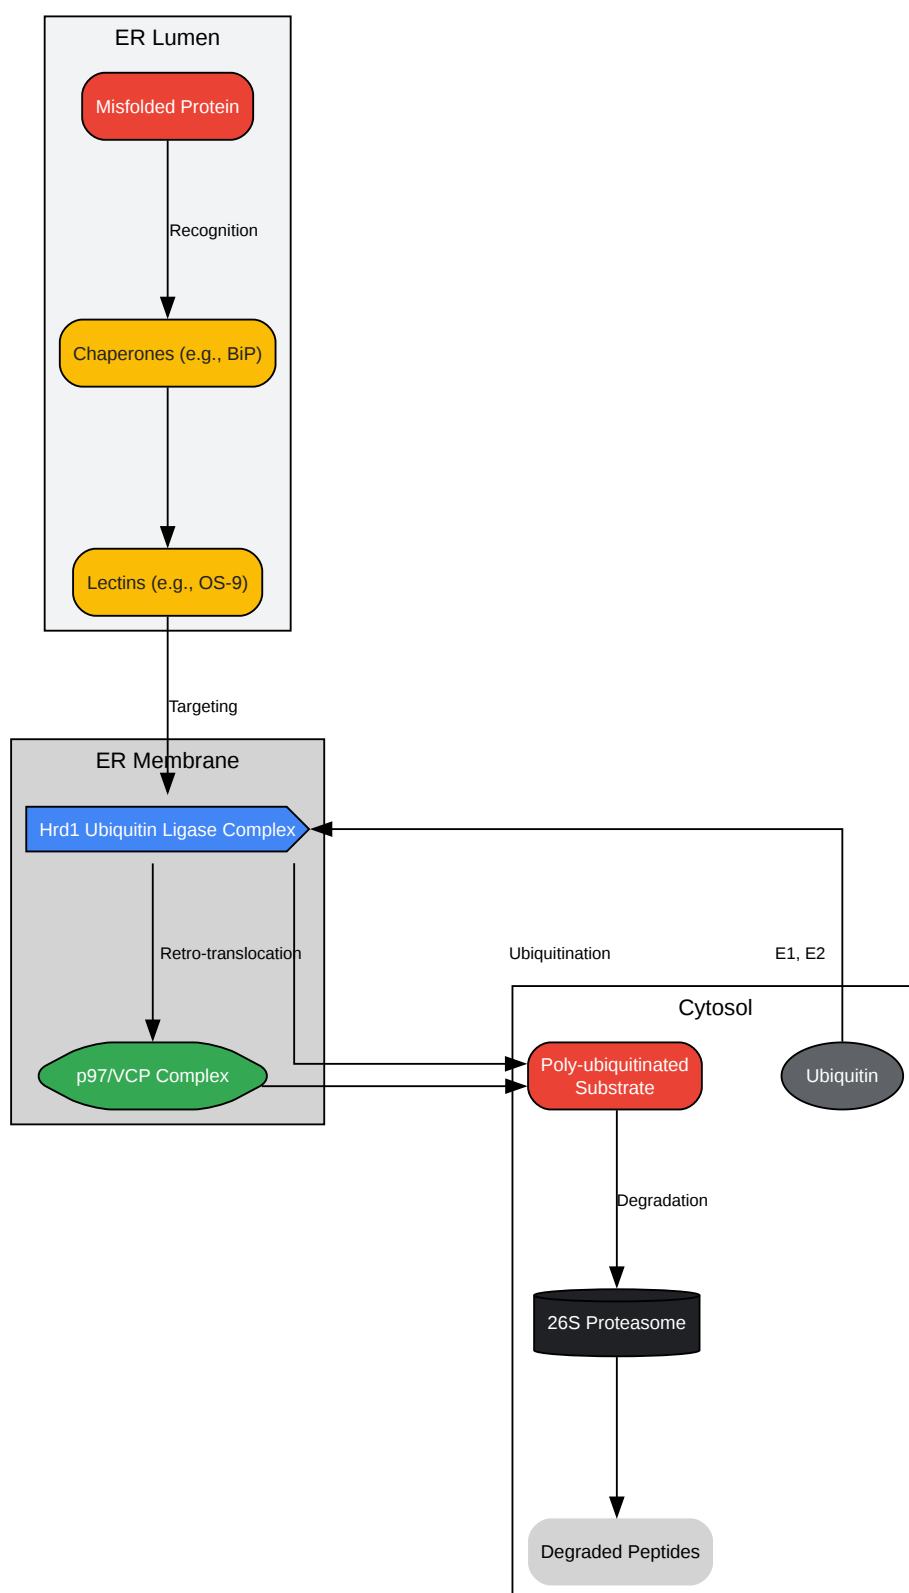 ER Lumen
Misfolded Protein
Recognition
Chaperones (e.g., BiP)
Lectins (e.g., OS-9)
Targeting
ER Membrane
Hrd1 Ubiquitin Ligase Complex
Retro-translocation
Ubiquitination
E1, E2
Cytosol
p97/VCP Complex
Poly-ubiquitinated
Substrate
Ubiquitin
Degradation
26S Proteasome
Degraded Peptides